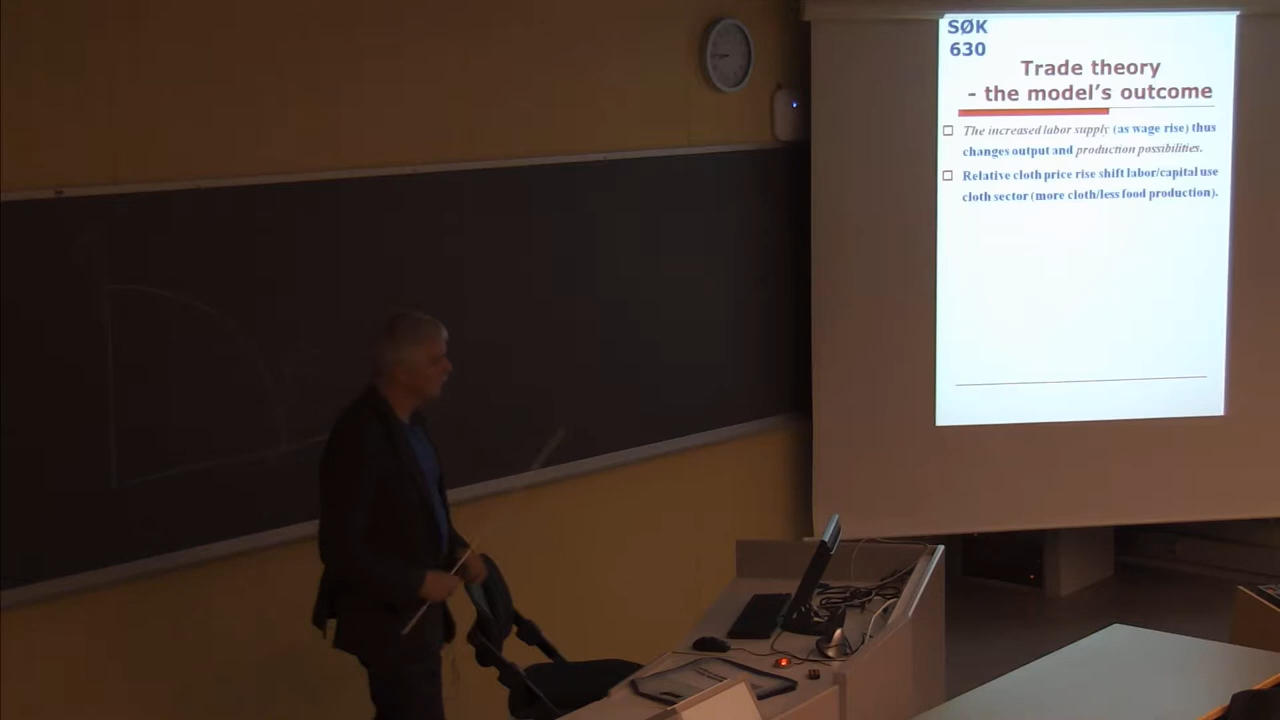 SØK
630
Trade theory
- the model's outcome
The increased labor supply (as wage rise) thus
changes output and production possibilities.
Relative cloth price rise shift labor/capital use
cloth sector (more cloth/less food production).